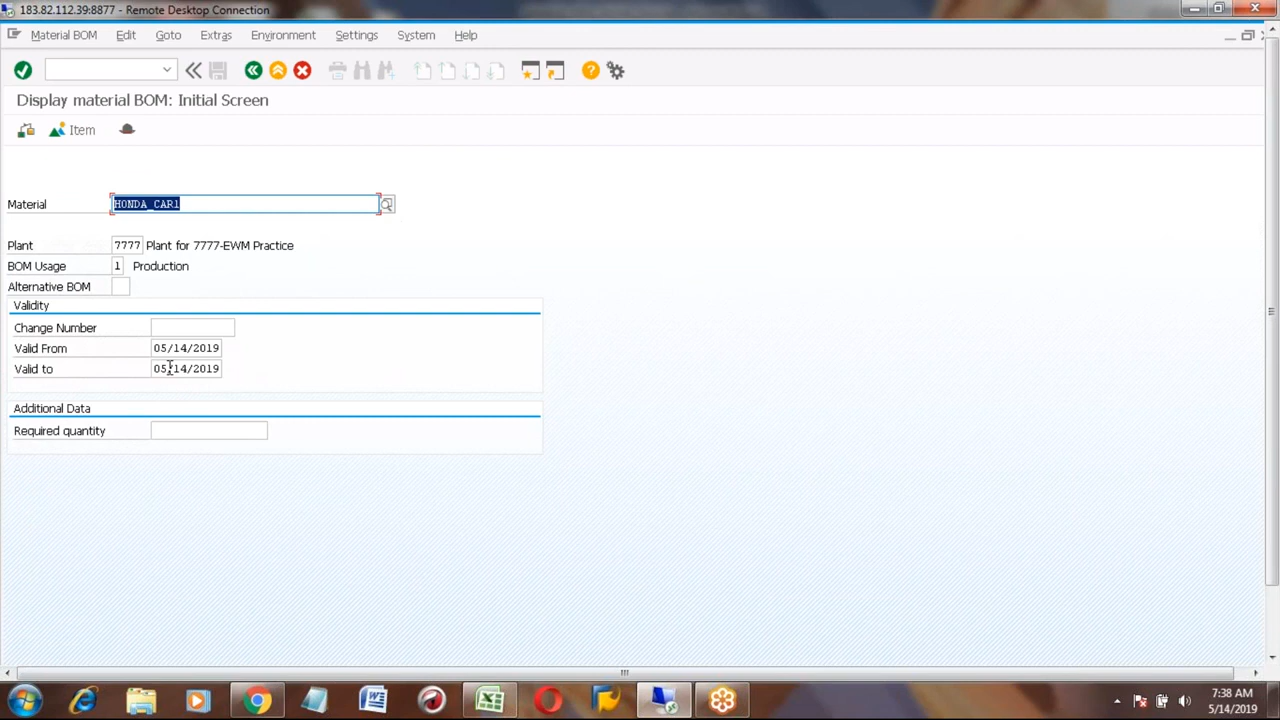 183.82.112.39:8877 - Remote Desktop Connection
Material BOM Edit Goto Extras Environment Settings System Help
Display material BOM: Initial Screen
Item
Material HONDA_CAR1
Plant 7777 Plant for 7777-EWM Practice
BOM Usage 1 Production
Alternative BOM
Validity
Change Number
Valid From 05/14/2019
Valid to 05/14/2019
Additional Data
Required quantity
7:38 AM
5/14/2019